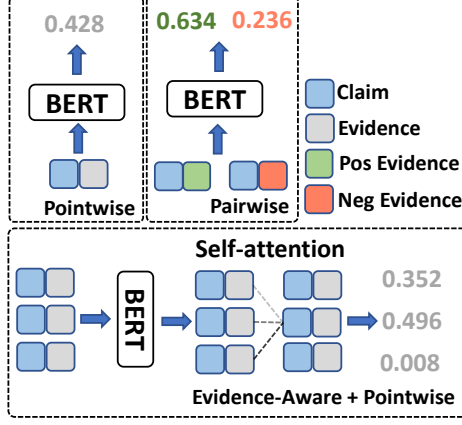 0.428
BERT
Pointwise
0.634 0.236
BERT
Pairwise
Claim
Evidence
Pos Evidence
Neg Evidence
Self-attention
BERT
0.352
0.496
0.008
Evidence-Aware + Pointwise